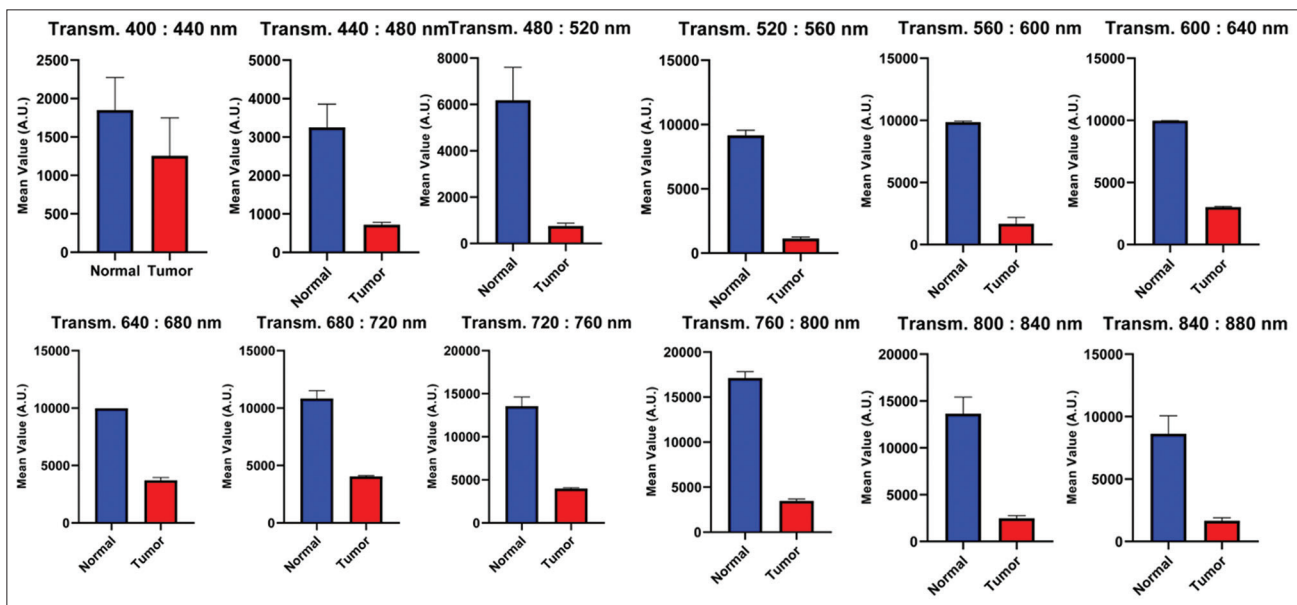 Transm. 400 : 440 nm
Mean Value (A.U.)
2500
2000
1500
1000
500
0
Normal Tumor
Transm. 440 : 480 nm
Mean Value (A.U.)
5000
4000
3000
2000
1000
0
Normal
Tumor
Transm. 480 : 520 nm
Mean Value (A.U.)
8000
6000
4000
2000
0
Normal
Tumor
Transm. 520 : 560 nm
Mean Value (A.U.)
15000
10000
5000
0
Normal
Tumor
Transm. 560 : 600 nm
Mean Value (A.U.)
15000
10000
5000
0
Normal
Tumor
Transm. 600 : 640 nm
Mean Value (A.U.)
15000
10000
5000
0
Normal
Tumor
Transm. 640 : 680 nm
Mean Value (A.U.)
15000
10000
5000
0
Normal
Tumor
Transm. 680 : 720 nm
Mean Value (A.U.)
15000
10000
5000
0
Normal
Tumor
Transm. 720 : 760 nm
Mean Value (A.U.)
20000
15000
10000
5000
0
Normal
Tumor
Transm. 760 : 800 nm
Mean Value (A.U.)
20000
15000
10000
5000
0
Normal
Tumor
Transm. 800 : 840 nm
Mean Value (A.U.)
20000
15000
10000
5000
0
Normal
Tumor
Transm. 840 : 880 nm
Mean Value (A.U.)
15000
10000
5000
0
Normal
Tumor